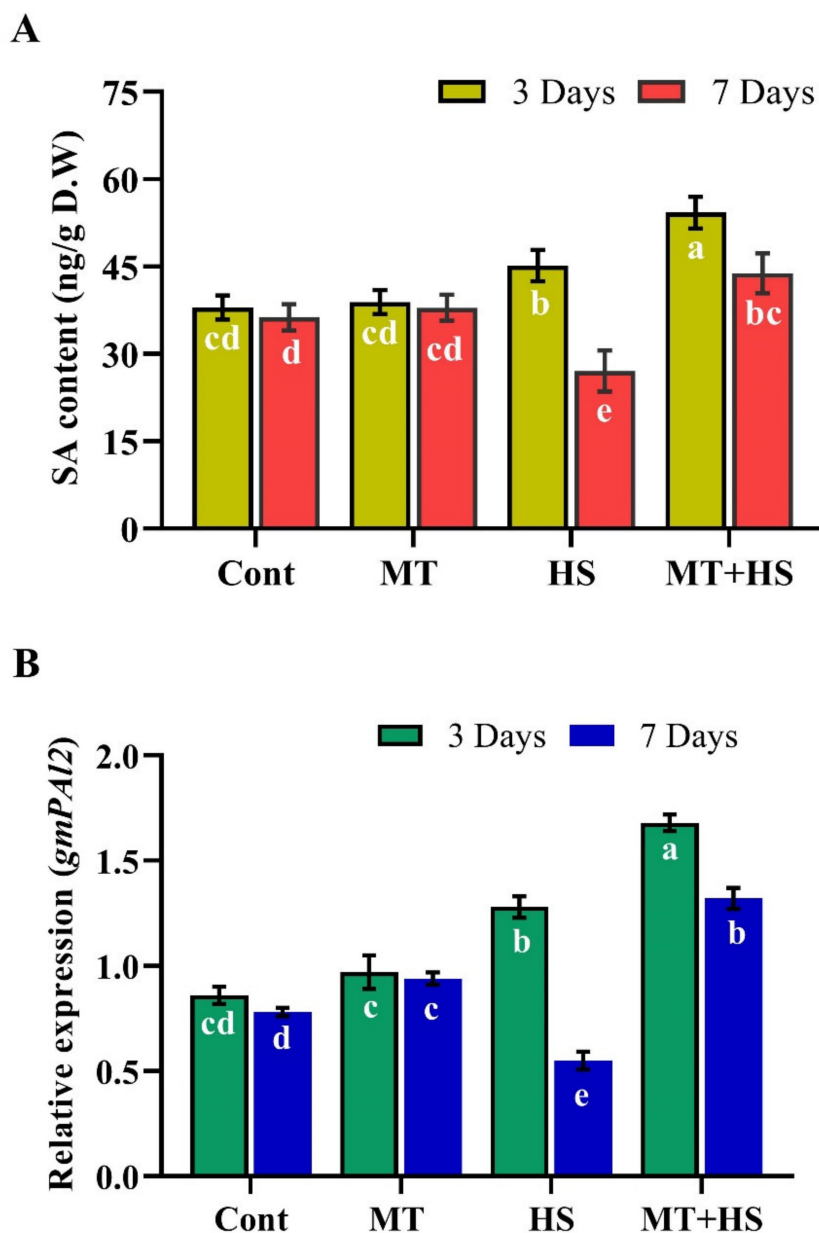 A
3 Days 7 Days
SA content (ng/g D.W)
75
60
45
30
15
0
cd d cd cd b e a bc
Cont MT HS MT+HS
B
3 Days 7 Days
Relative expression (gmPAl2)
2.0
1.5
1.0
0.5
0.0
cd d c c b e a b
Cont MT HS MT+HS